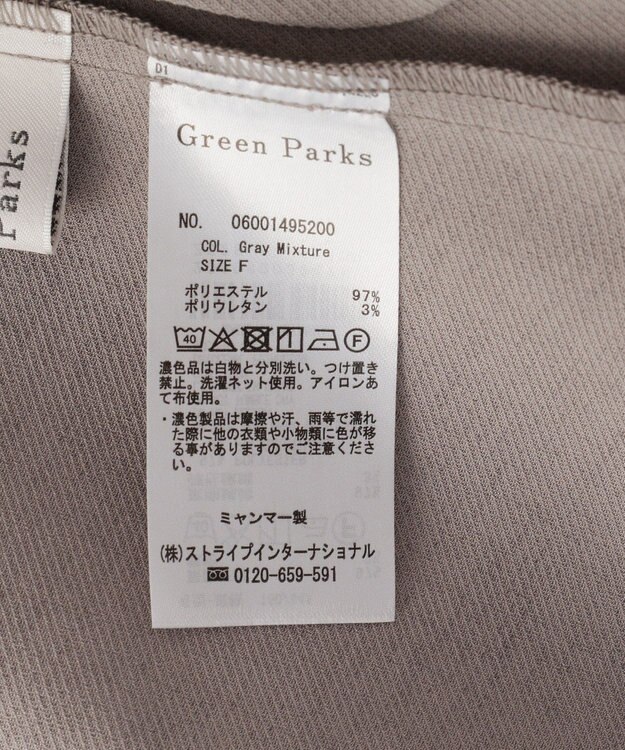 Parks
D1
Green Parks
NO. 06001495200
COL. Gray Mixture
SIZE F
ポリエステル 97%
ポリウレタン 3%
40 F
濃色品は白物と分別洗い。つけ置き
禁止。洗濯ネット使用。アイロンあ
て布使用。
・濃色製品は摩擦や汗、雨等で濡れ
た際に他の衣類や小物類に色が移
る事がありますのでご注意くださ
い。
ミャンマー製
(株)ストライプインターナショナル
0120-659-591